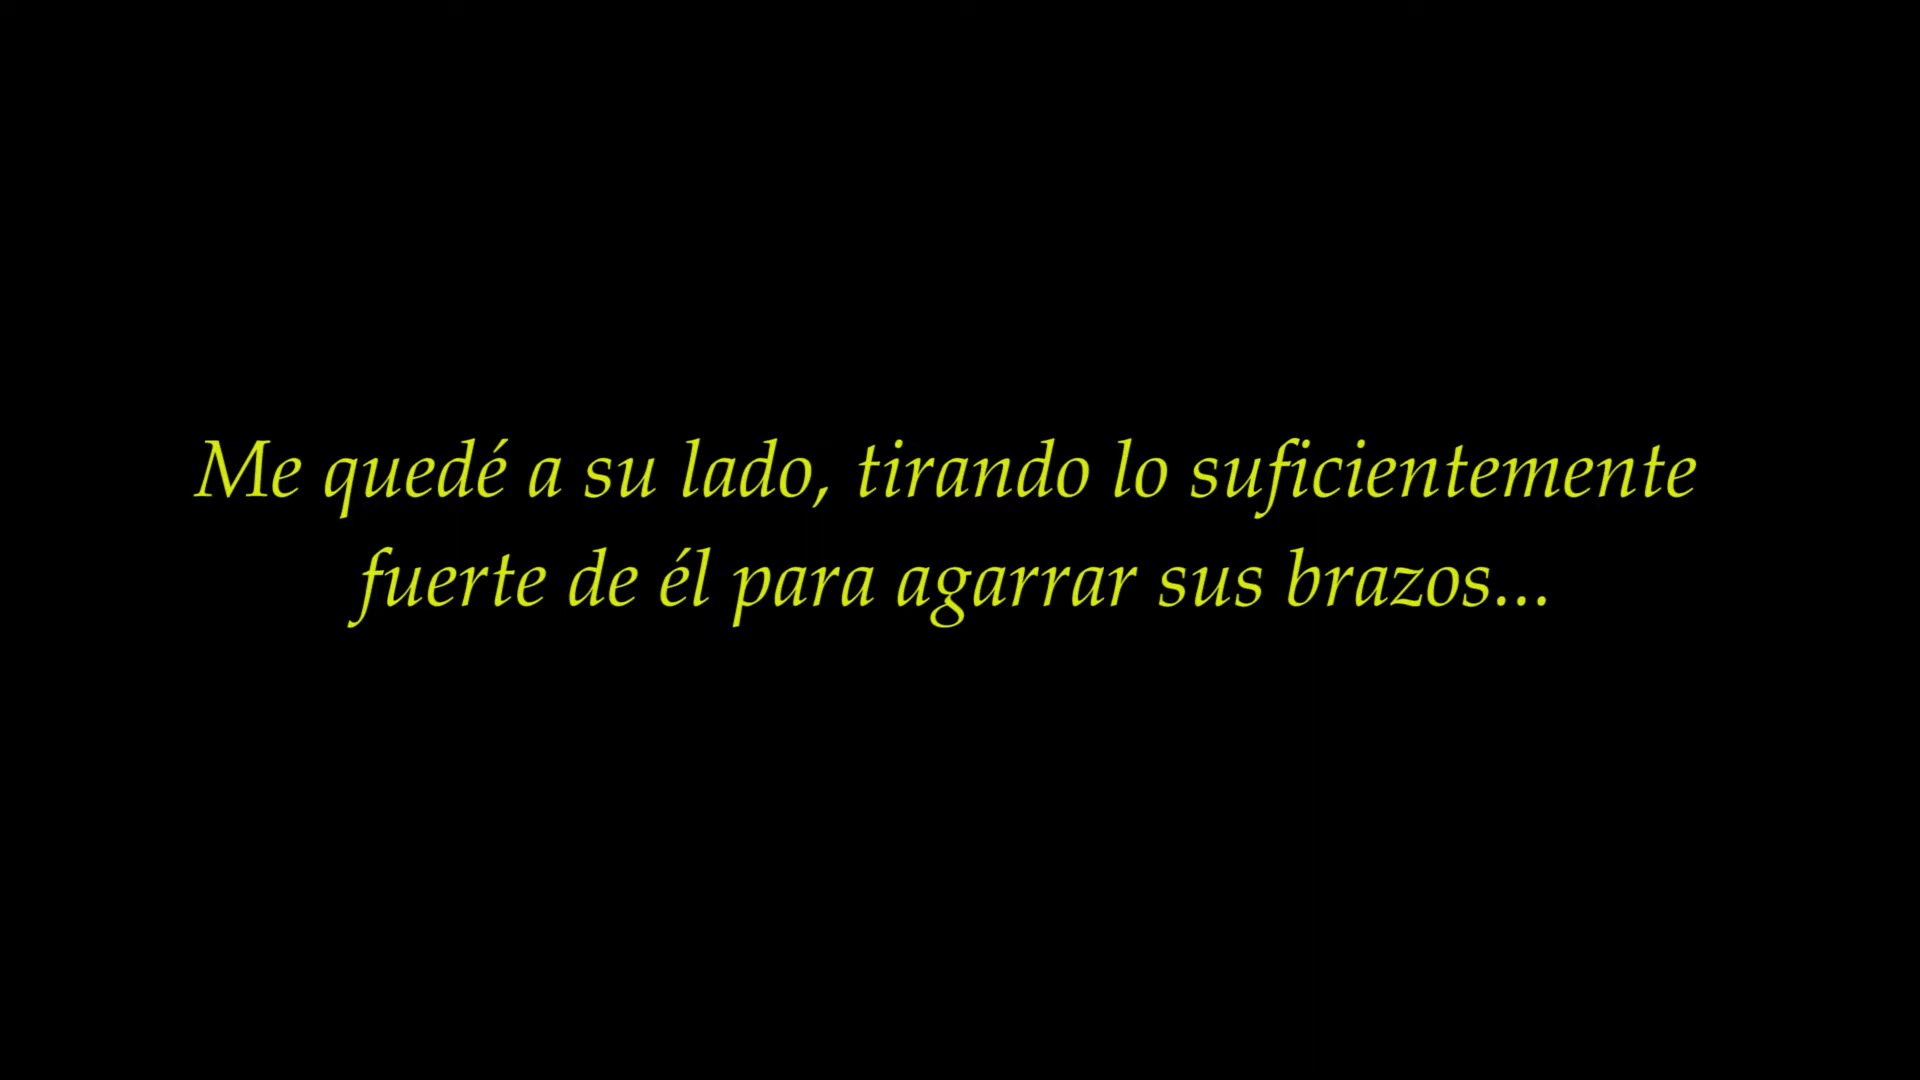 Me quedé a su lado, tirando lo suficientemente
fuerte de él para agarrar sus brazos...